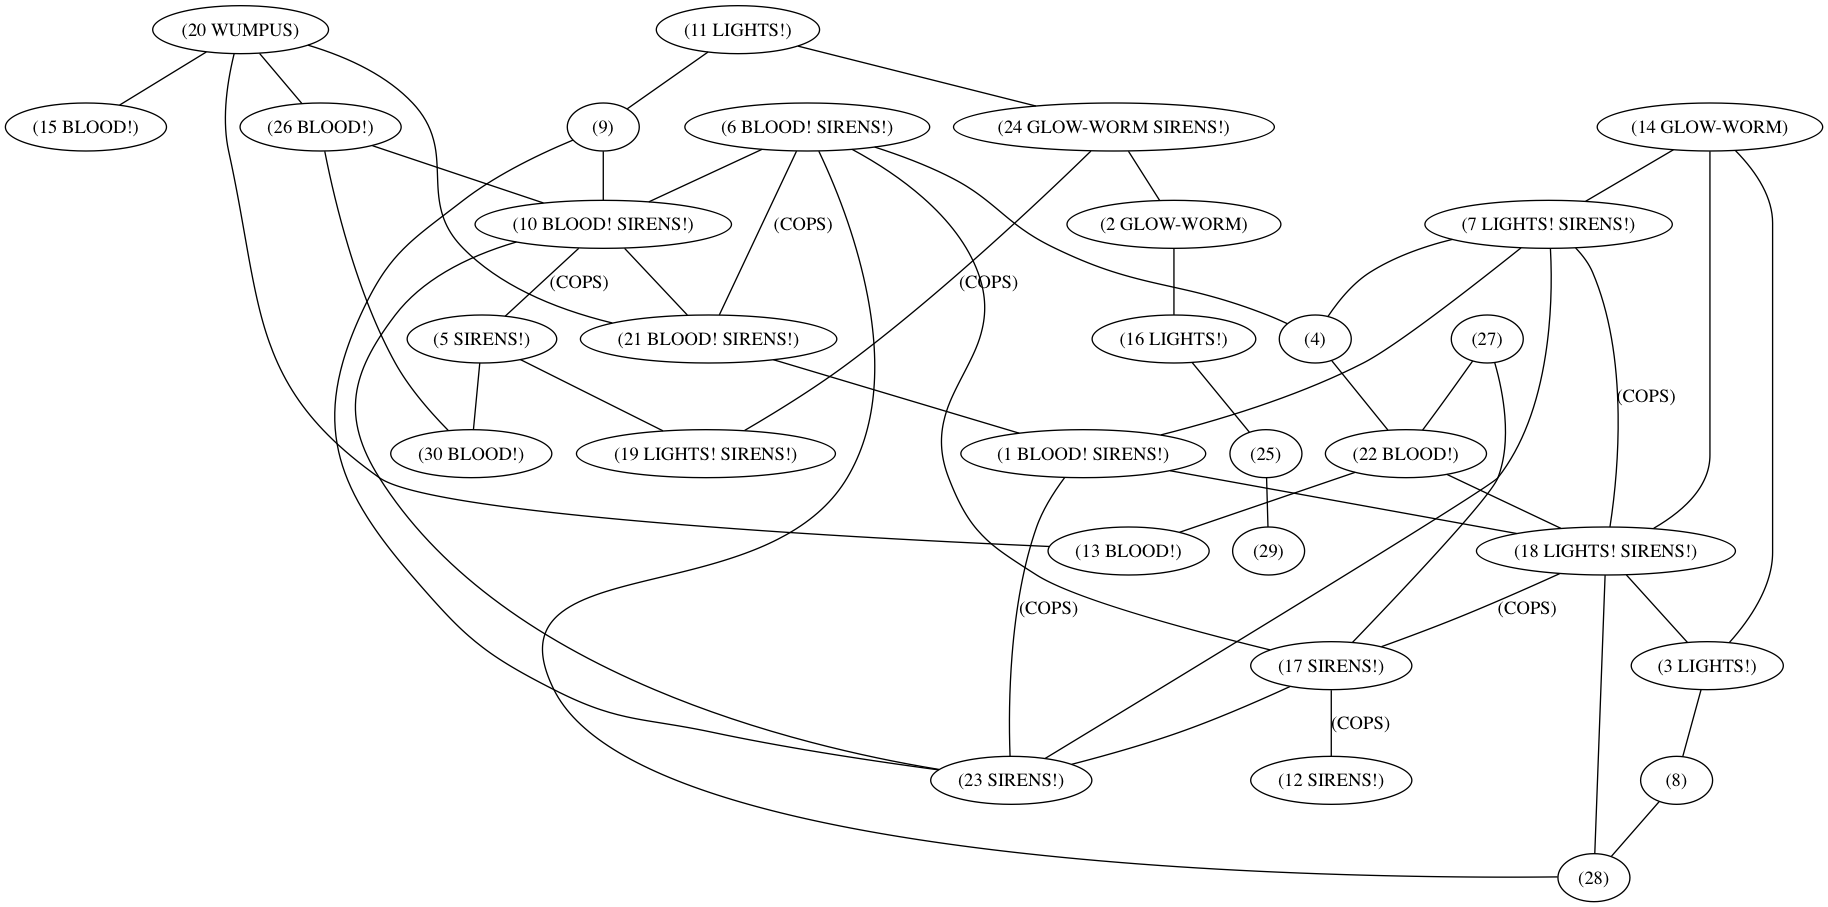 (20 WUMPUS)
(11 LIGHTS!)
(15 BLOOD!)
(26 BLOOD!)
(9)
(6 BLOOD! SIRENS!)
(24 GLOW-WORM SIRENS!)
(14 GLOW-WORM)
(10 BLOOD! SIRENS!)
(COPS)
(2 GLOW-WORM)
(7 LIGHTS! SIRENS!)
(COPS)
(COPS)
(5 SIRENS!)
(21 BLOOD! SIRENS!)
(16 LIGHTS!)
(4)
(27)
(COPS)
(30 BLOOD!)
(19 LIGHTS! SIRENS!)
(1 BLOOD! SIRENS!)
(25)
(22 BLOOD!)
(13 BLOOD!)
(29)
(18 LIGHTS! SIRENS!)
(COPS)
(COPS)
(17 SIRENS!)
(3 LIGHTS!)
(COPS)
(23 SIRENS!)
(12 SIRENS!)
(8)
(28)